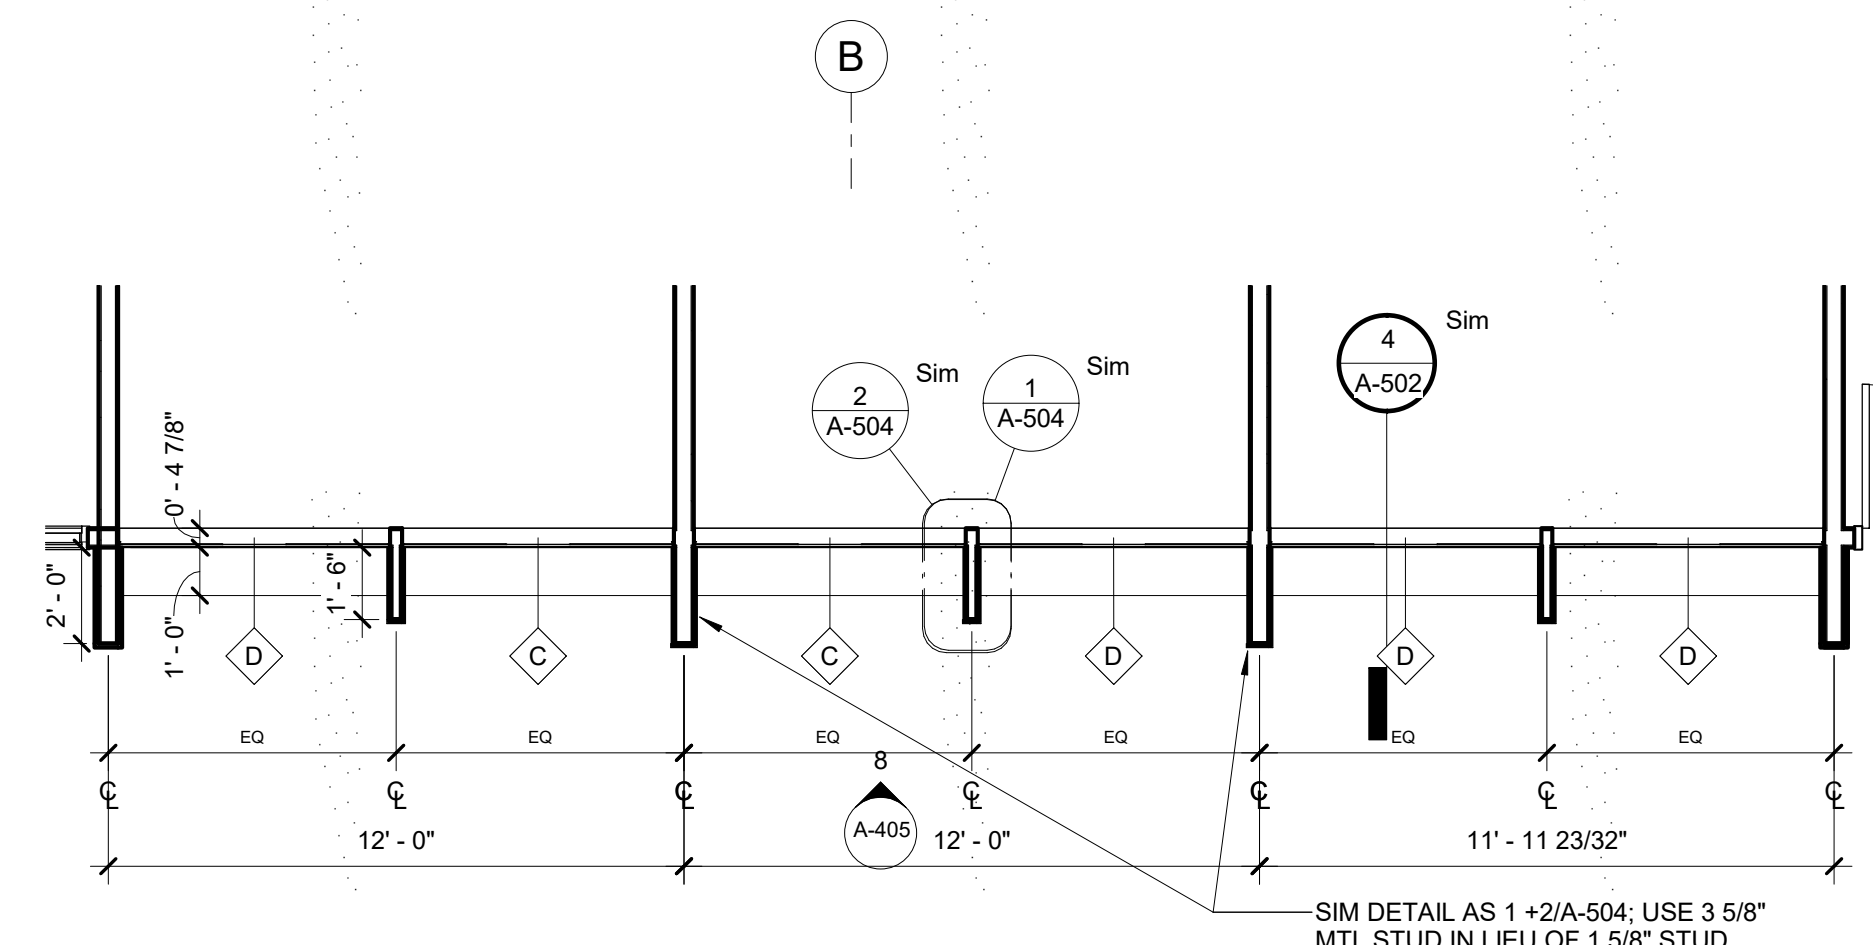 B
Sim
4
A-502
Sim
1
A-504
Sim
2
A-504
0' - 4 7/8"
2' - 0"
1' - 0"
1' - 6"
D
C
C
D
D
D
EQ
EQ
EQ
EQ
EQ
EQ
8
A-405
CL
CL
CL
CL
CL
CL
CL
12' - 0"
12' - 0"
11' - 11 23/32"
SIM DETAIL AS 1 +2/A-504; USE 3 5/8"
MTL STUD IN LIEU OF 1 5/8" STUD